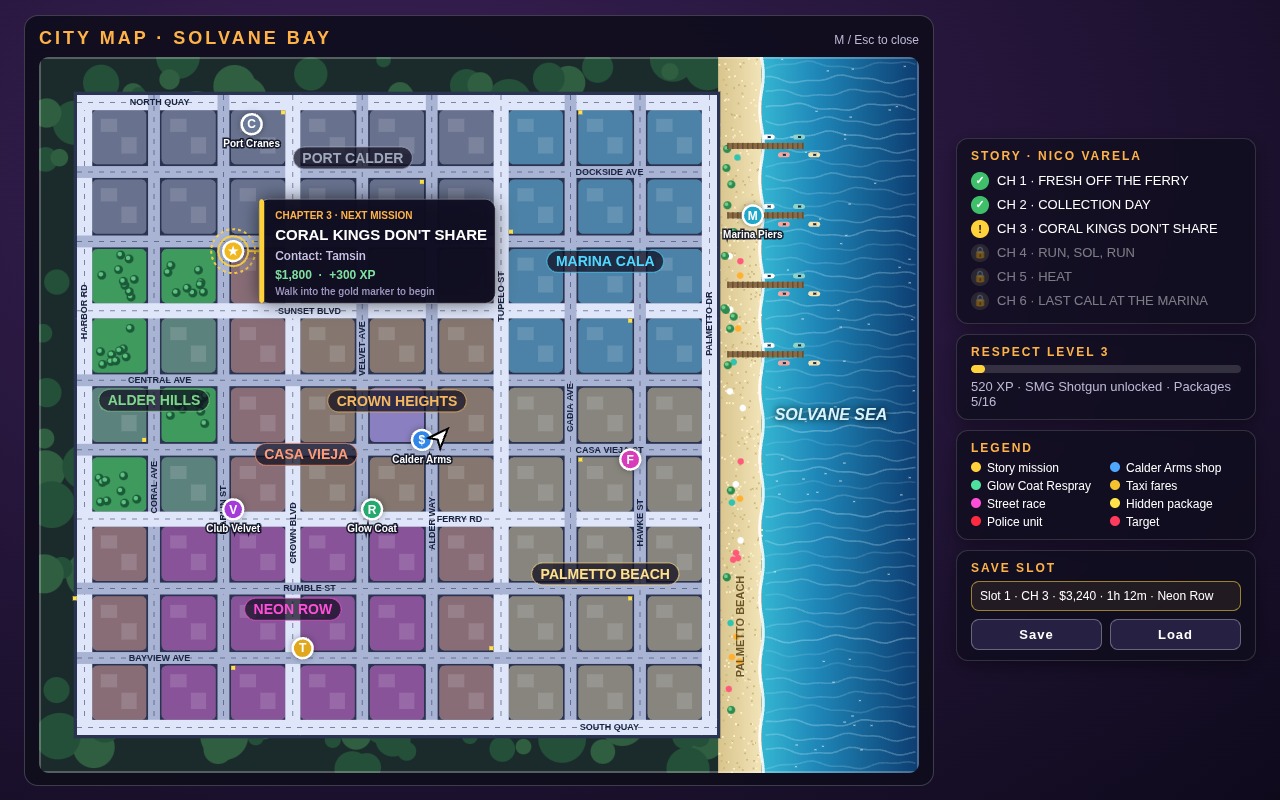 CITY MAP · SOLVANE BAY
M / Esc to close
NORTH QUAY
C
Port Cranes
PORT CALDER
DOCKSIDE AVE
M
Marina Piers
CHAPTER 3 · NEXT MISSION
CORAL KINGS DON'T SHARE
Contact: Tamsin
$1,800 · +300 XP
Walk into the gold marker to begin
MARINA CALA
HARBOR RD
TUPELO ST
PALMETTO DR
SUNSET BLVD
VELVET AVE
CENTRAL AVE
ALDER HILLS
CROWN HEIGHTS
CADIA AVE
SOLVANE SEA
$
Calder Arms
CASA VIEJA
CASA VIEJA ST
F
CORAL AVE
V
Club Velvet
CROWN BLVD
R
Glow Coat
ALDER WAY
FERRY RD
HAWKE ST
PALMETTO BEACH
RUMBLE ST
NEON ROW
PALMETTO BEACH
T
BAYVIEW AVE
SOUTH QUAY
STORY · NICO VARELA
CH 1 · FRESH OFF THE FERRY
CH 2 · COLLECTION DAY
! CH 3 · CORAL KINGS DON'T SHARE
CH 4 · RUN, SOL, RUN
CH 5 · HEAT
CH 6 · LAST CALL AT THE MARINA
RESPECT LEVEL 3
520 XP · SMG Shotgun unlocked · Packages
5/16
LEGEND
Story mission
Calder Arms shop
Glow Coat Respray
Taxi fares
Street race
Hidden package
Police unit
Target
SAVE SLOT
Slot 1 · CH 3 · $3,240 · 1h 12m · Neon Row
Save
Load